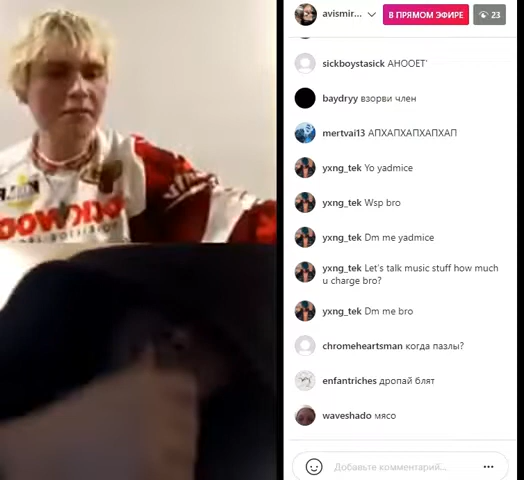 avismir...
В ПРЯМОМ ЭФИРЕ
23
sickboystasick AHOOET'
baydryy взорви член
mertvai13 АПХАПХАПХАПХАП
yxng_tek Yo yadmice
yxng_tek Wsp bro
yxng_tek Dm me yadmice
yxng_tek Let's talk music stuff how much
u charge bro?
yxng_tek Dm me bro
chromeheartsman когда пазлы?
enfantriches дропай блят
waveshado мясо
Добавьте комментарий...